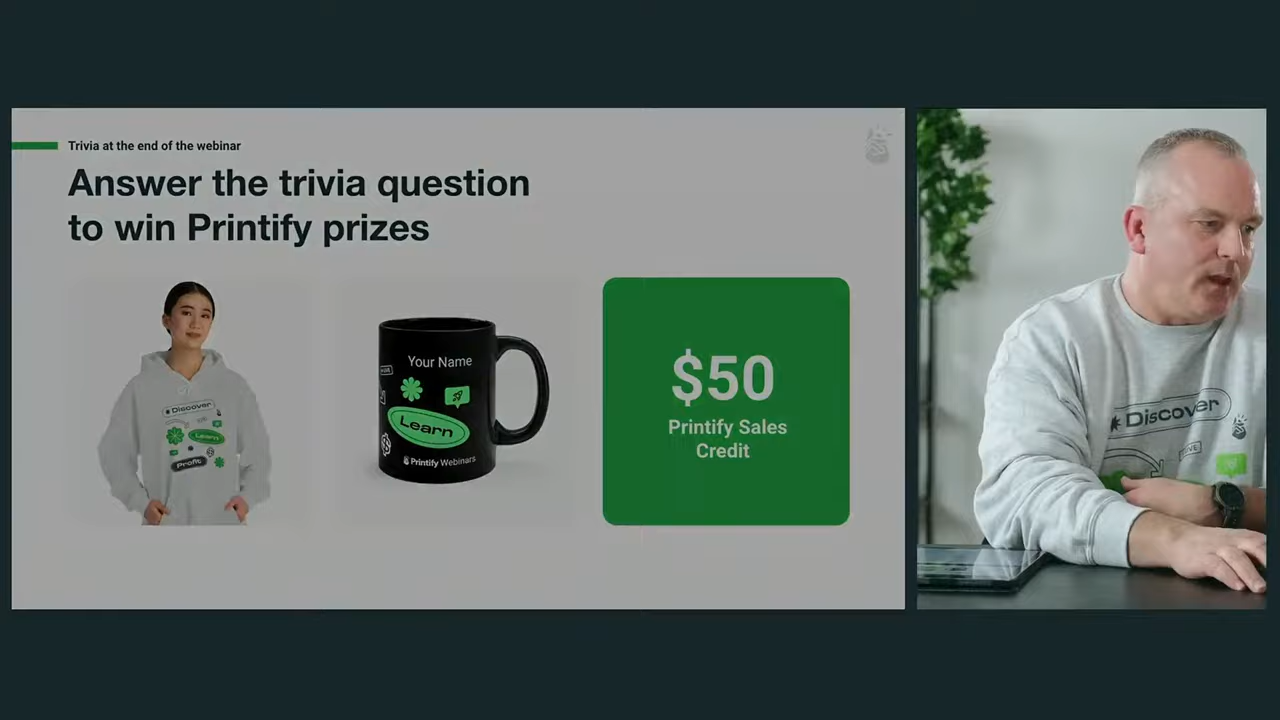 Trivia at the end of the webinar
Answer the trivia question
to win Printify prizes
Discover
Learn
Profit
Your Name
Learn
Printify Webinars
$50
Printify Sales
Credit
Discover
LIVE